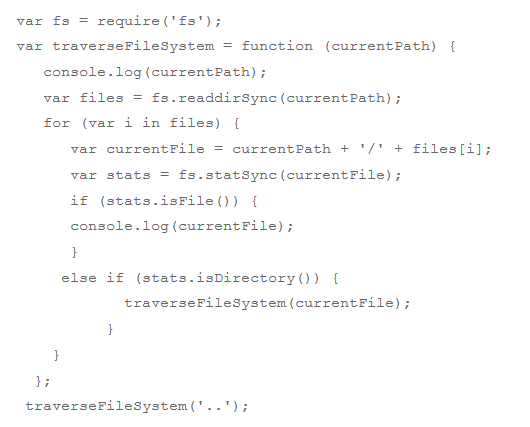 var fs = require('fs');
var traverseFileSystem = function (currentPath) {
console.log(currentPath);
var files = fs.readdirSync(currentPath);
for (var i in files) {
var currentFile = currentPath + '/' + files[i];
var stats = fs.statSync(currentFile);
if (stats.isFile()) {
console.log(currentFile);
}
else if (stats.isDirectory()) {
traverseFileSystem(currentFile);
}
}
};
traverseFileSystem('..');